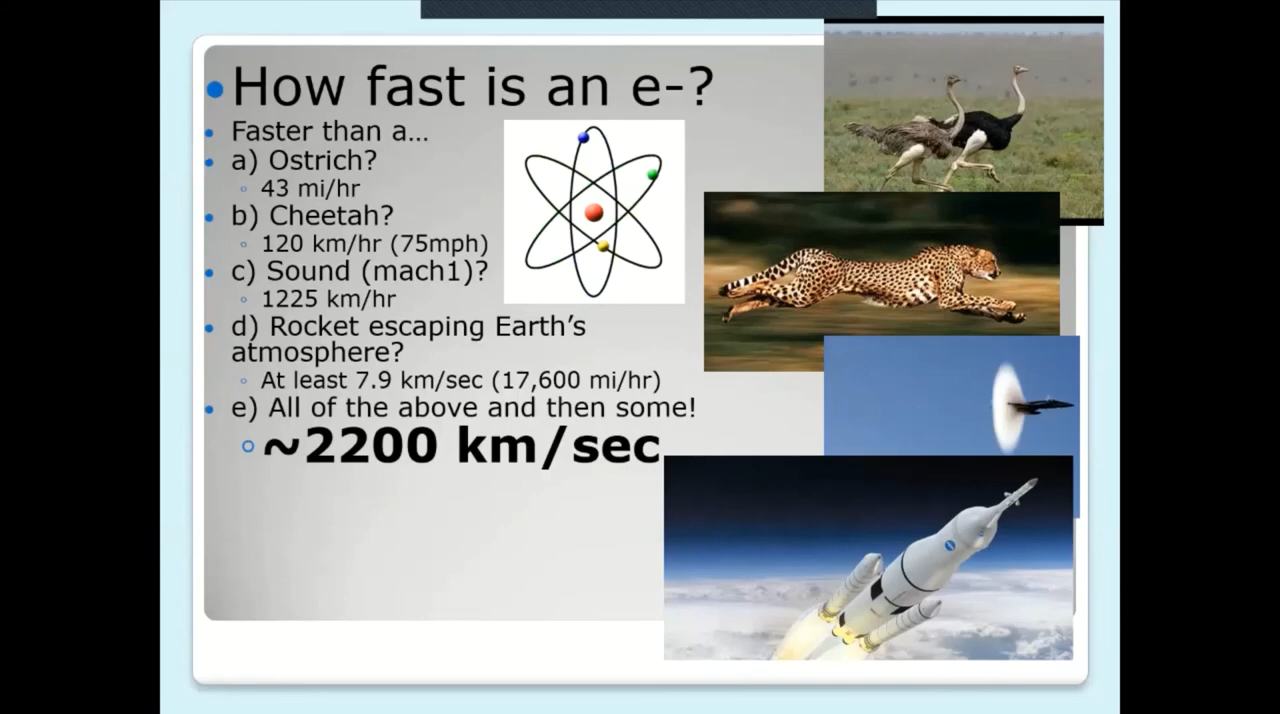 How fast is an e-?
Faster than a…
a) Ostrich?
43 mi/hr
b) Cheetah?
120 km/hr (75mph)
c) Sound (mach1)?
1225 km/hr
d) Rocket escaping Earth's
atmosphere?
At least 7.9 km/sec (17,600 mi/hr)
e) All of the above and then some!
~2200 km/sec